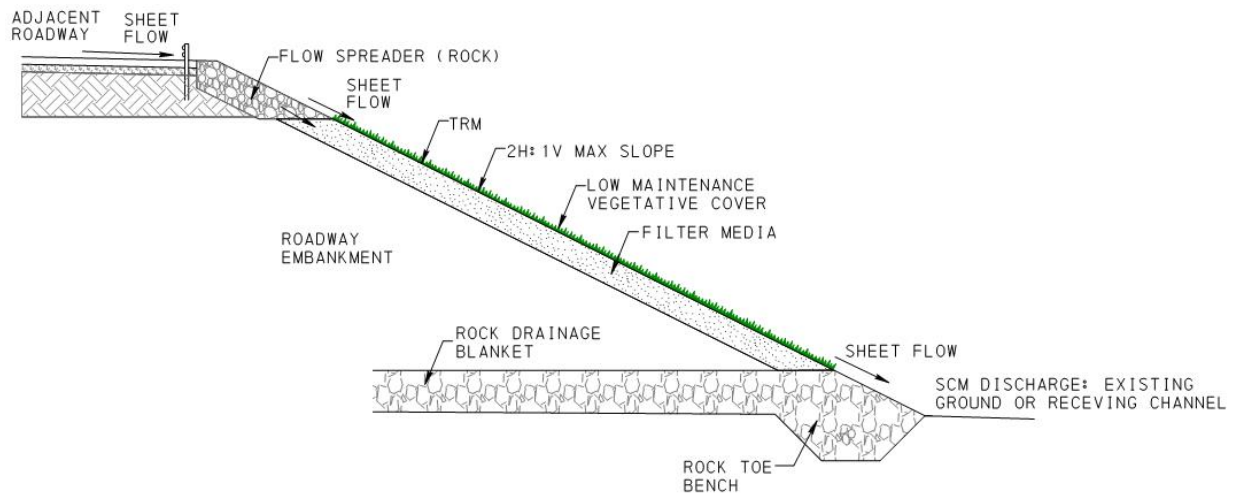 ADJACENT
ROADWAY
SHEET
FLOW
FLOW SPREADER (ROCK)
SHEET
FLOW
TRM
2H:1V MAX SLOPE
LOW MAINTENANCE
VEGETATIVE COVER
FILTER MEDIA
ROADWAY
EMBANKMENT
ROCK DRAINAGE
BLANKET
SHEET FLOW
SCM DISCHARGE: EXISTING
GROUND OR RECEVING CHANNEL
ROCK TOE
BENCH